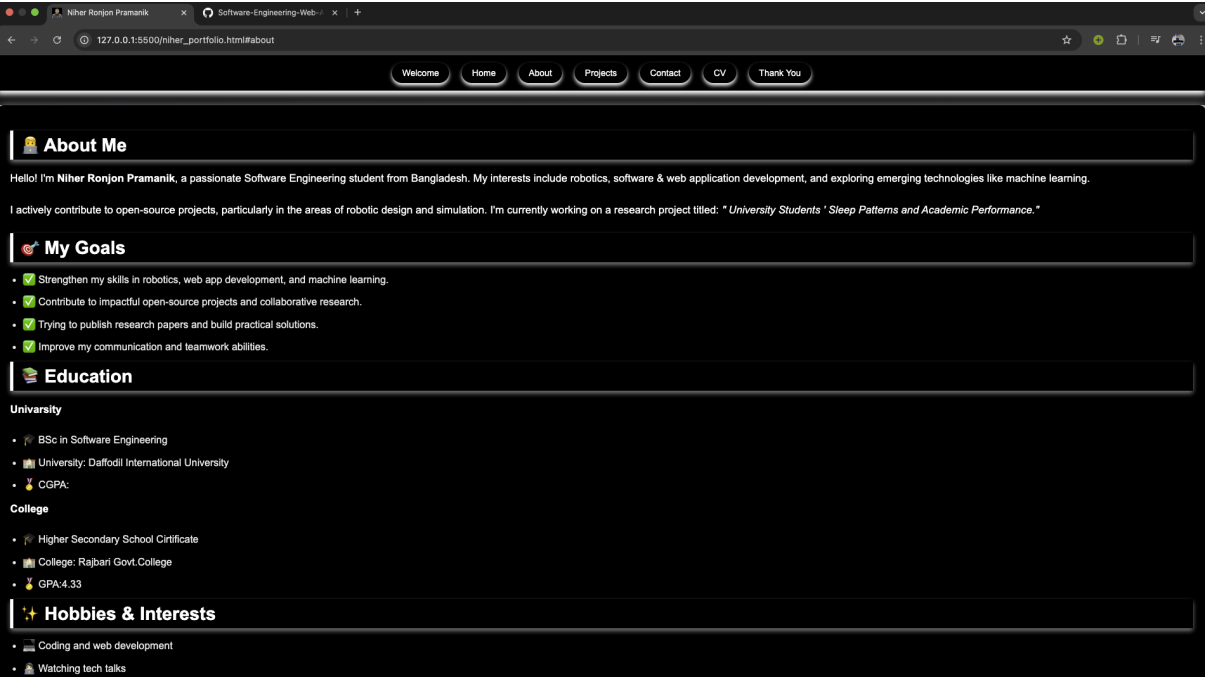 Niher Ronjon Pramanik
Software-Engineering-Web-A
127.0.0.1:5500/niher_portfolio.html#about
Welcome Home About Projects Contact CV Thank You
👨‍💻 About Me
Hello! I'm Niher Ronjon Pramanik, a passionate Software Engineering student from Bangladesh. My interests include robotics, software & web application development, and exploring emerging technologies like machine learning.
I actively contribute to open-source projects, particularly in the areas of robotic design and simulation. I'm currently working on a research project titled: " University Students ' Sleep Patterns and Academic Performance."
🎯 My Goals
• ✅ Strengthen my skills in robotics, web app development, and machine learning.
• ✅ Contribute to impactful open-source projects and collaborative research.
• ✅ Trying to publish research papers and build practical solutions.
• ✅ Improve my communication and teamwork abilities.
📚 Education
Univarsity
• 🎓 BSc in Software Engineering
• 🏫 University: Daffodil International University
• 🏅 CGPA:
College
• 🎓 Higher Secondary School Cirtificate
• 🏫 College: Rajbari Govt.College
• 🏅 GPA:4.33
✨ Hobbies & Interests
• 💻 Coding and web development
• 🕵️ Watching tech talks